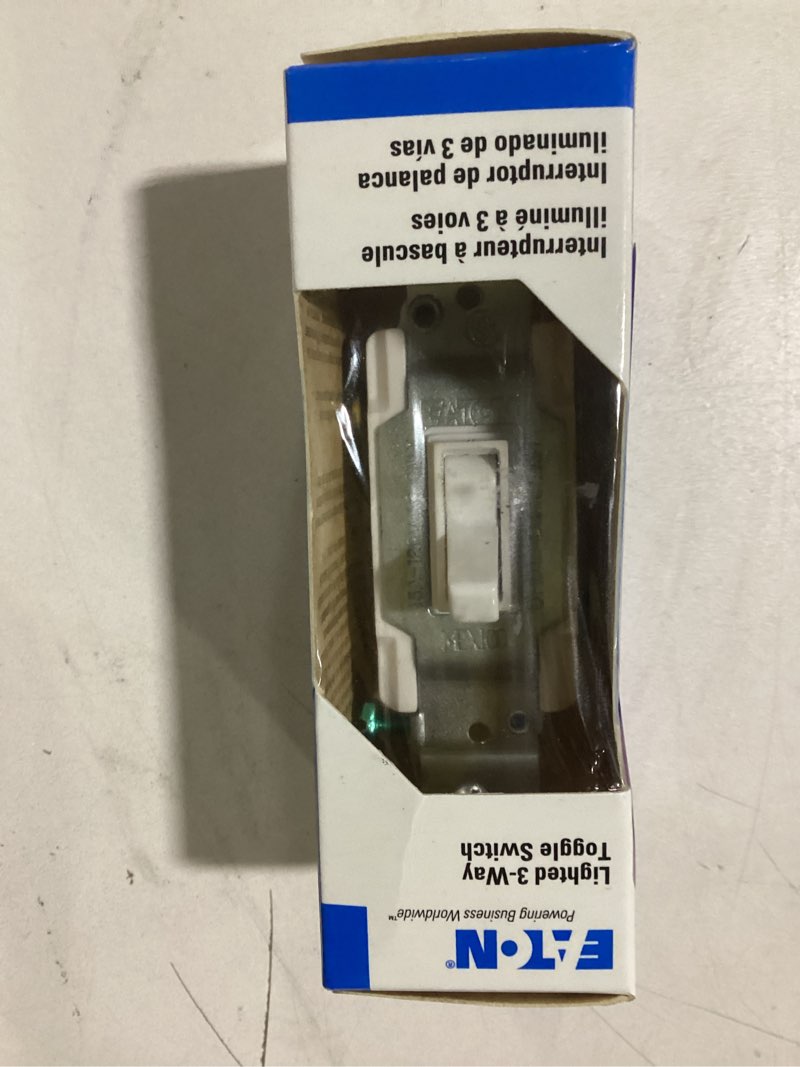 EATON®
Powering Business Worldwide™
Lighted 3-Way
Toggle Switch
Interrupteur à bascule
illuminé à 3 voies
Interruptor de palanca
iluminado de 3 vías